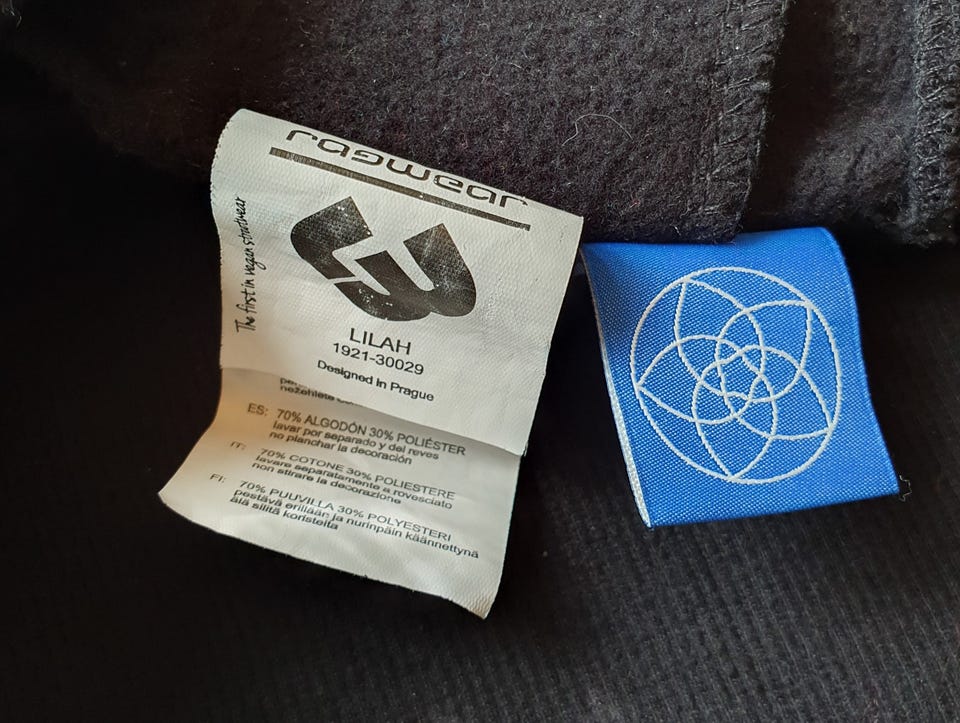 ragwear
The first in vegan streetwear
LILAH
1921-30029
Designed in Prague
ES: 70% ALGODÓN 30% POLIÉSTER
lavar por separado y del reves
no planchar la decoración
IT: 70% COTONE 30% POLIESTERE
lavare separatamente a rovesciato
non stirare la decorazione
FI: 70% PUUVILLA 30% POLYESTERI
pestävä erillään ja nurinpäin käännettynä
älä silitä koristeita